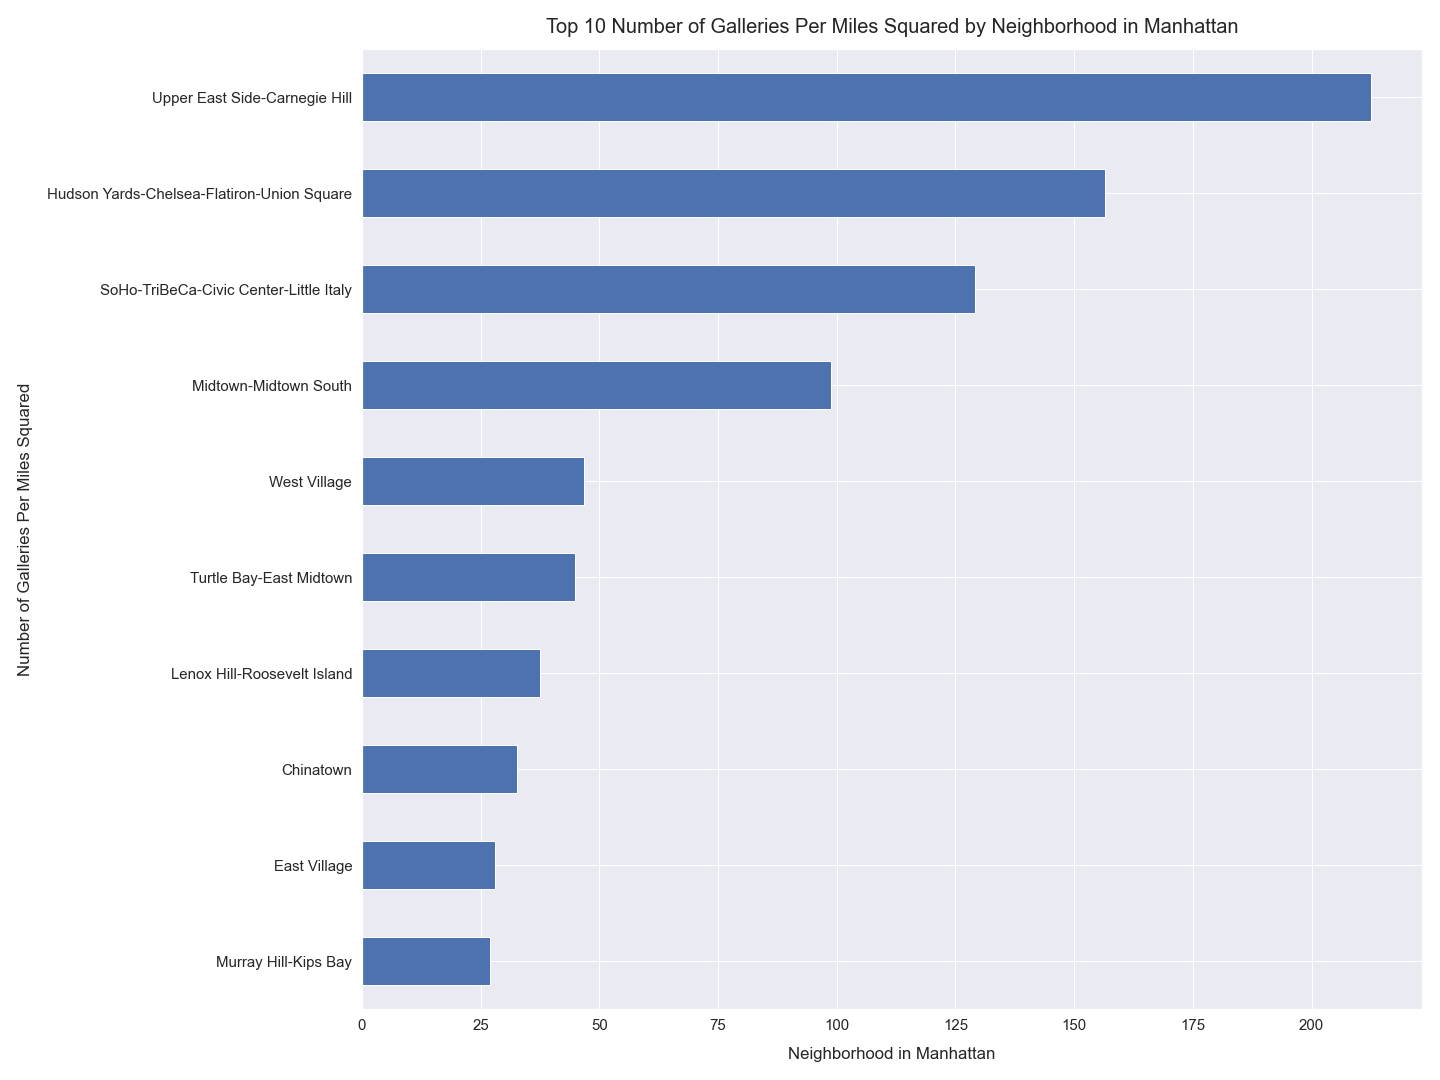 Top 10 Number of Galleries Per Miles Squared by Neighborhood in Manhattan
Number of Galleries Per Miles Squared
Upper East Side-Carnegie Hill
Hudson Yards-Chelsea-Flatiron-Union Square
SoHo-TriBeCa-Civic Center-Little Italy
Midtown-Midtown South
West Village
Turtle Bay-East Midtown
Lenox Hill-Roosevelt Island
Chinatown
East Village
Murray Hill-Kips Bay
0 25 50 75 100 125 150 175 200
Neighborhood in Manhattan